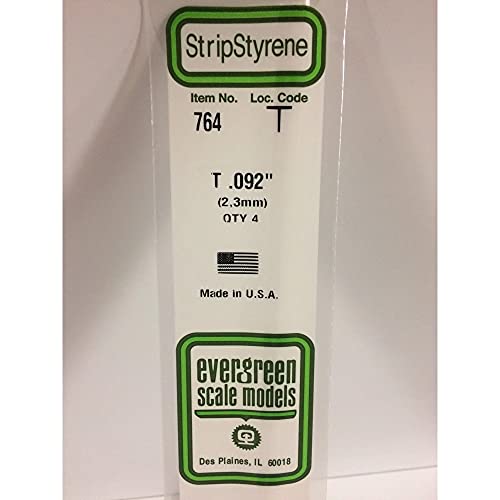 StripStyrene
Item No. Loc. Code
764 T
T .092"
(2,3mm)
QTY 4
Made in U.S.A.
evergreen
scale models
Des Plaines, IL 60018